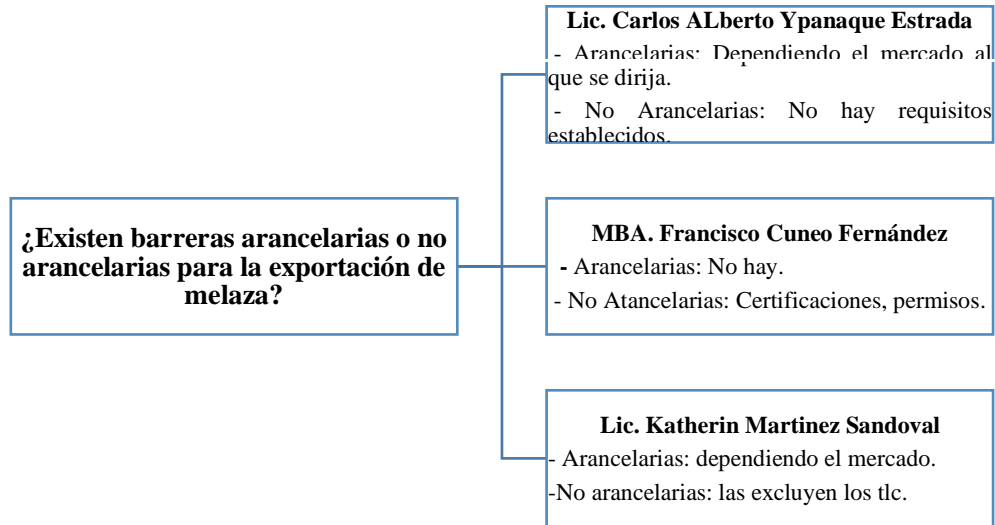 ¿Existen barreras arancelarias o no
arancelarias para la exportación de
melaza?
Lic. Carlos ALberto Ypanaque Estrada
- Arancelarias: Dependiendo el mercado al
que se dirija.
- No Arancelarias: No hay requisitos
establecidos.
MBA. Francisco Cuneo Fernández
- Arancelarias: No hay.
- No Atancelarias: Certificaciones, permisos.
Lic. Katherin Martinez Sandoval
- Arancelarias: dependiendo el mercado.
-No arancelarias: las excluyen los tlc.